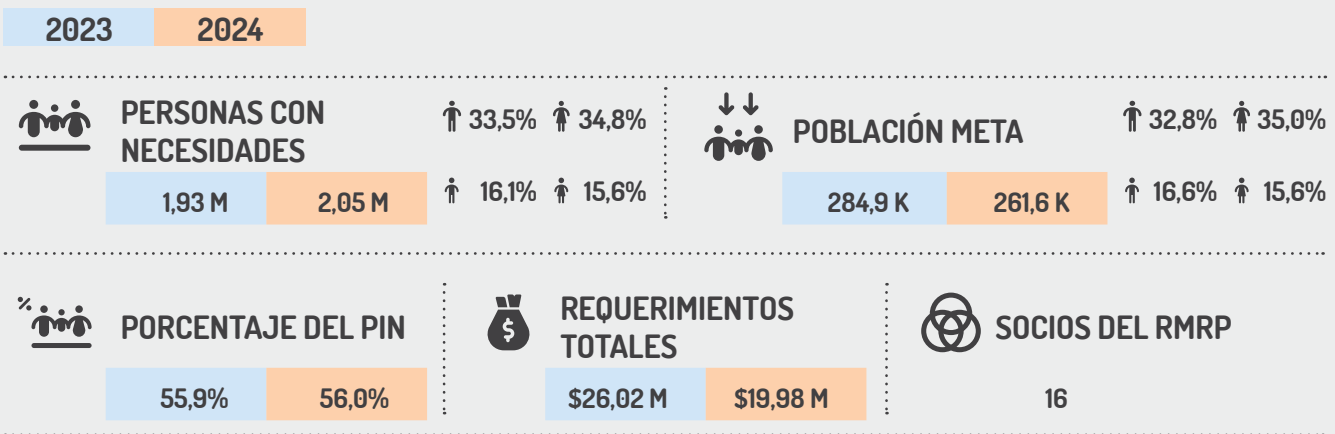 2023 2024
PERSONAS CON
NECESIDADES
1,93 M 2,05 M
33,5% 34,8%
16,1% 15,6%
POBLACIÓN META
284,9 K 261,6 K
32,8% 35,0%
16,6% 15,6%
% PORCENTAJE DEL PIN
55,9% 56,0%
$ REQUERIMIENTOS
TOTALES
$26,02 M $19,98 M
SOCIOS DEL RMRP
16